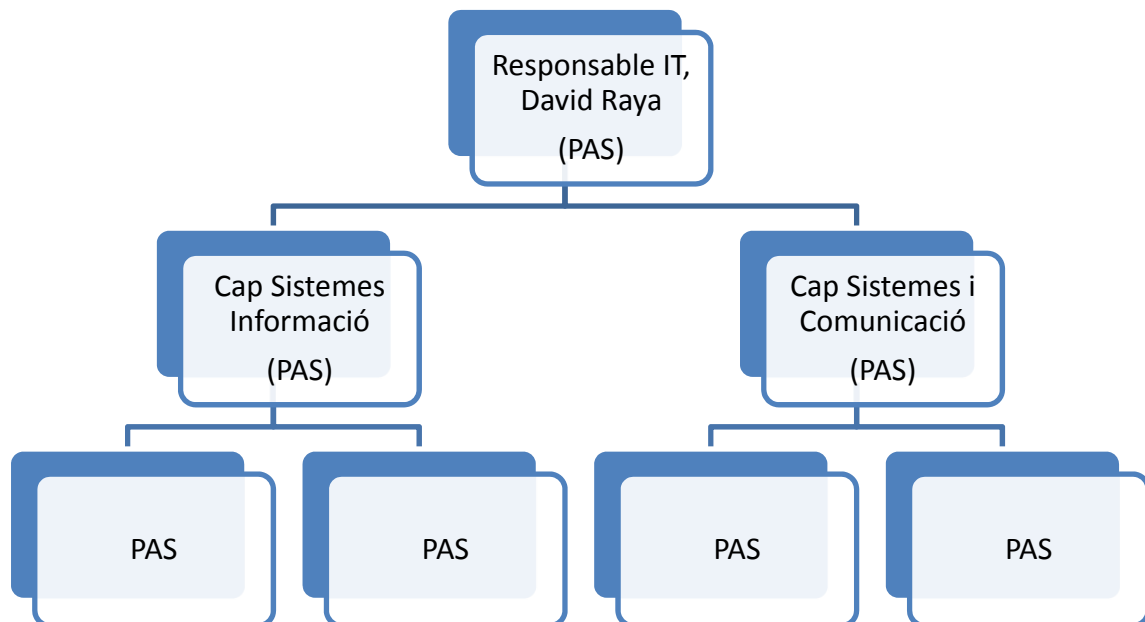 Responsable IT,
David Raya
(PAS)
Cap Sistemes
Informació
(PAS)
Cap Sistemes i
Comunicació
(PAS)
PAS
PAS
PAS
PAS